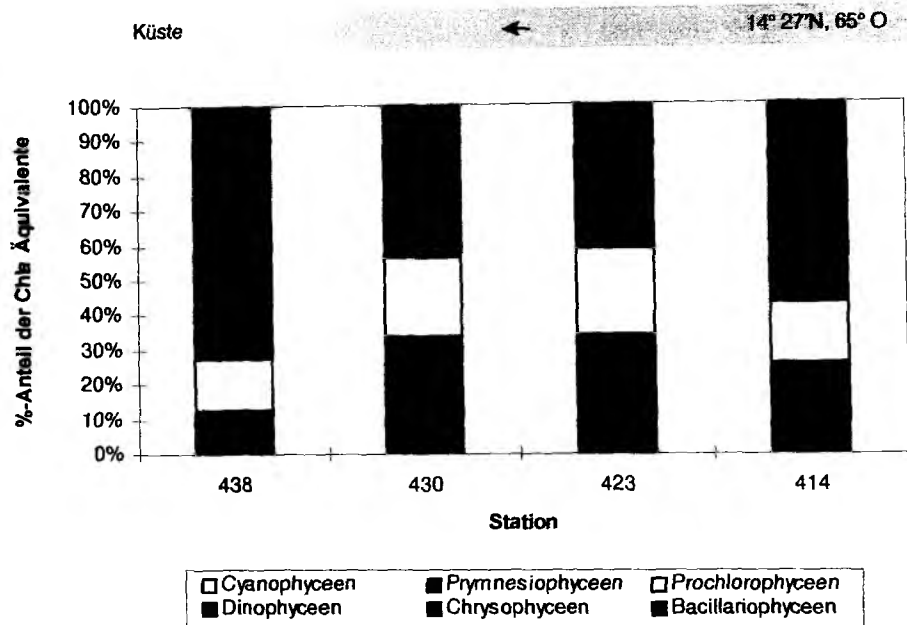 Küste 14° 27'N, 65° O
100%
90%
80%
70%
60%
50%
40%
30%
20%
10%
0%
%-Anteil der Chla Äquivalente
438 430 423 414
Station
Cyanophyceen Prymnesiophyceen Prochlorophyceen
Dinophyceen Chrysophyceen Bacillariophyceen